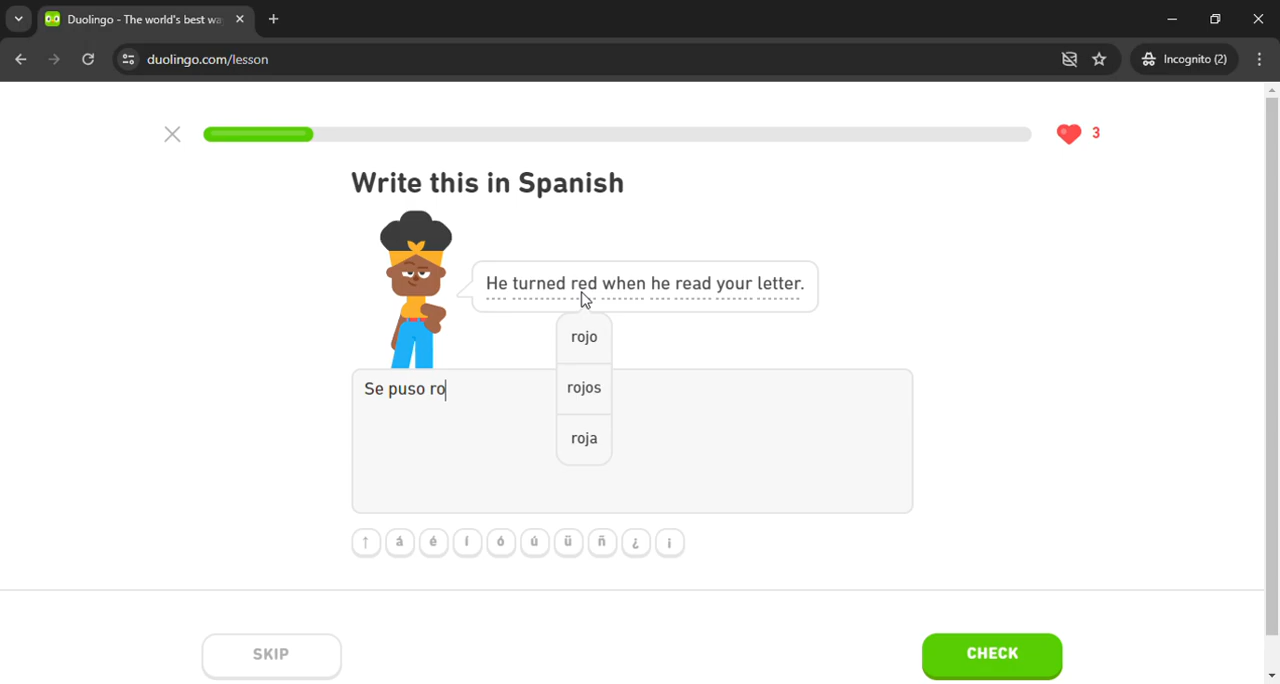 Duolingo - The world's best wa
duolingo.com/lesson
Incognito (2)
3
Write this in Spanish
He turned red when he read your letter.
rojo
rojos
roja
Se puso ro
↑ á é í ó ú ü ñ ¿ ¡
SKIP
CHECK